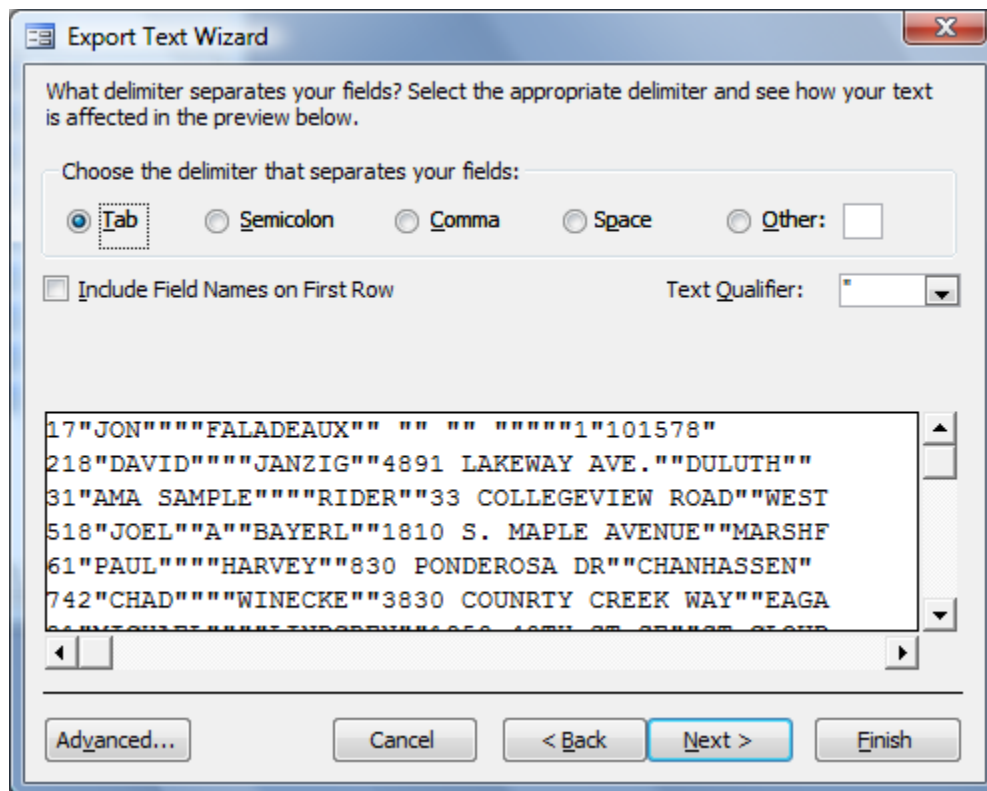 Export Text Wizard
What delimiter separates your fields? Select the appropriate delimiter and see how your text
is affected in the preview below.
Choose the delimiter that separates your fields:
Tab Semicolon Comma Space Other:
Include Field Names on First Row Text Qualifier: "
17"JON""""FALADEAUX"" "" "" """""1"101578"
218"DAVID""""JANZIG""4891 LAKEWAY AVE.""DULUTH""
31"AMA SAMPLE""""RIDER""33 COLLEGEVIEW ROAD""WEST
518"JOEL""A""BAYERL""1810 S. MAPLE AVENUE""MARSHF
61"PAUL""""HARVEY""830 PONDEROSA DR""CHANHASSEN"
742"CHAD""""WINECKE""3830 COUNRTY CREEK WAY""EAGA
Advanced... Cancel < Back Next > Finish